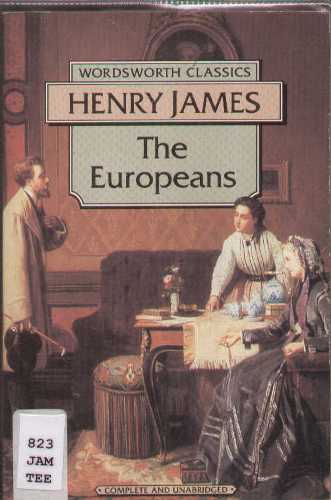 WORDSWORTH CLASSICS
HENRY JAMES
The
Europeans
823
JAM
TEE
• COMPLETE AND UNABRIDGED •